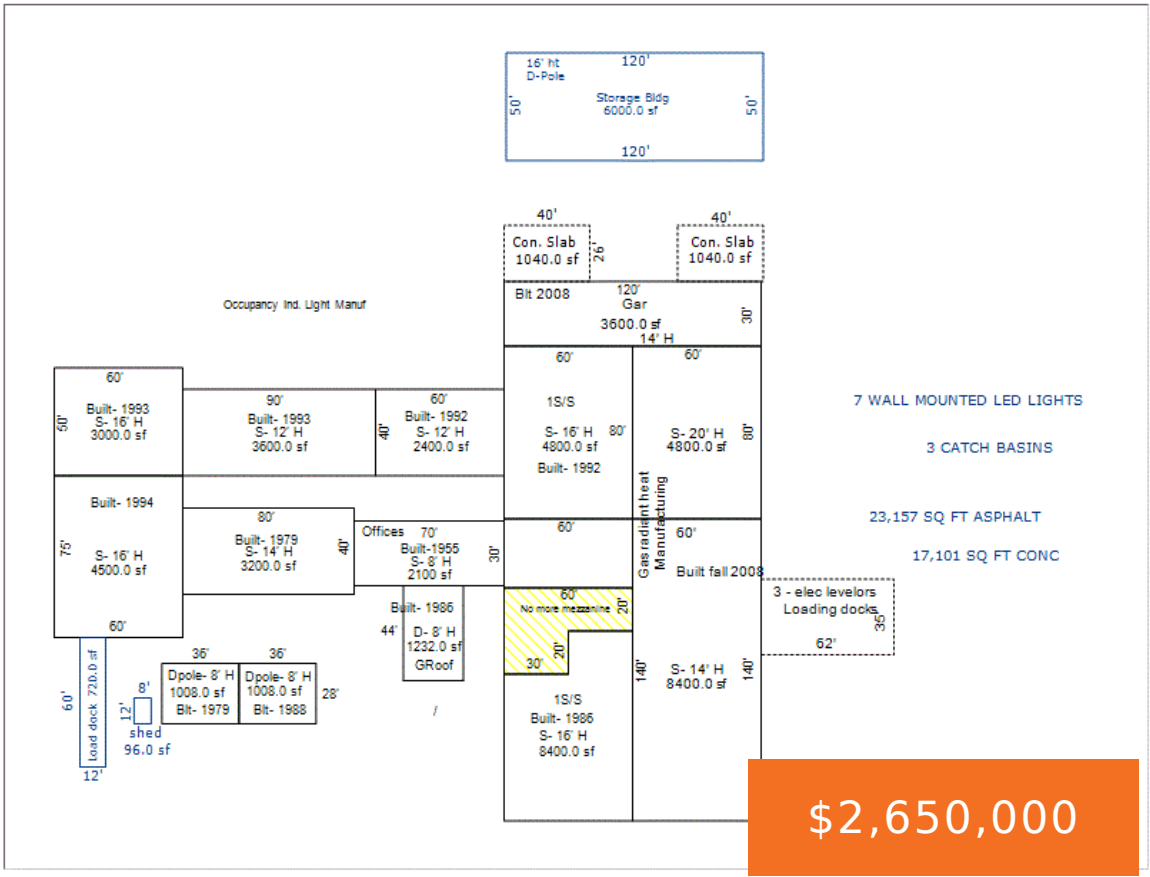 16' ht
D-Pole
120'
50'
Storage Bldg
6000.0 sf
50'
120'
40'
Con. Slab
1040.0 sf
26'
40'
Con. Slab
1040.0 sf
Blt 2008
120'
Gar
3600.0 sf
14' H
30'
Occupancy Ind. Light Manuf
60'
50'
Built- 1993
S- 16' H
3000.0 sf
90'
Built- 1993
S- 12' H
3600.0 sf
40'
60'
Built- 1992
S- 12' H
2400.0 sf
60'
1S/S
S- 16' H
80'
4800.0 sf
Built- 1992
60'
S- 20' H
4800.0 sf
80'
7 WALL MOUNTED LED LIGHTS
3 CATCH BASINS
23,157 SQ FT ASPHALT
17,101 SQ FT CONC
Built- 1994
75'
S- 16' H
4500.0 sf
60'
80'
Built- 1979
S- 14' H
3200.0 sf
40'
Offices
70'
Built-1955
S- 8' H
2100 sf
30'
60'
Gas radiant heat
Manufacturing
60'
Built fall 2008
3 - elec levelors
Loading docks
35'
62'
Built- 1986
44'
D- 8' H
1232.0 sf
GRoof
60'
No more mezzanine
20'
20'
30'
140'
S- 14' H
8400.0 sf
140'
1S/S
Built- 1986
S- 16' H
8400.0 sf
60'
Load dock 720.0 sf
12'
8'
12'
shed
96.0 sf
36'
Dpole- 8' H
1008.0 sf
Blt- 1979
36'
Dpole- 8' H
1008.0 sf
Blt- 1988
28'
/
$2,650,000